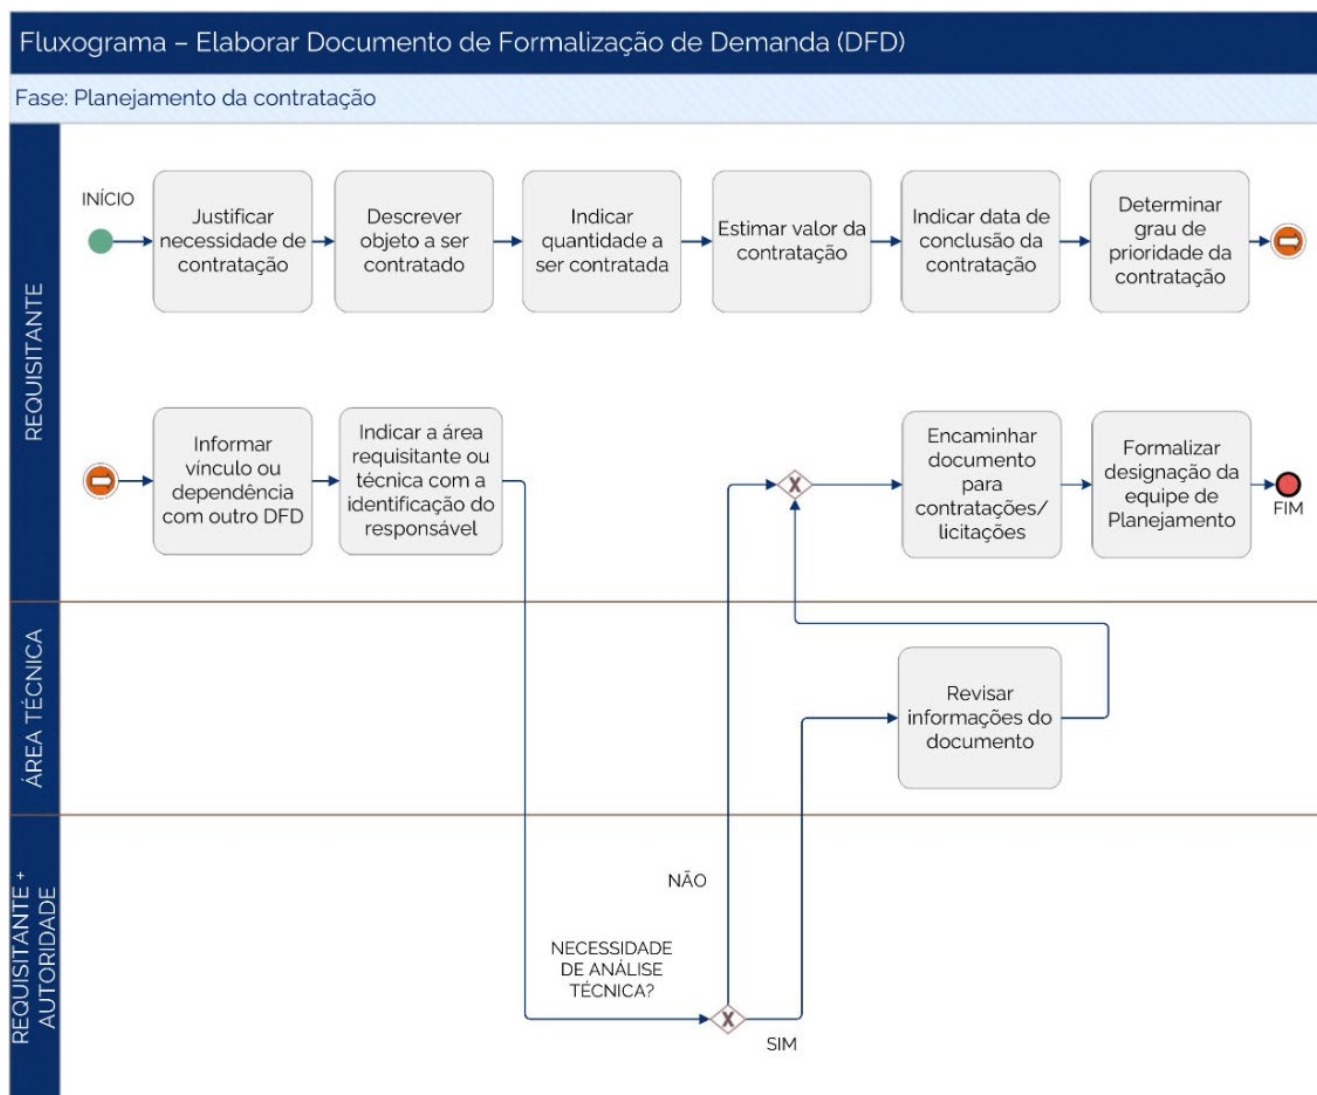 Fluxograma – Elaborar Documento de Formalização de Demanda (DFD)
Fase: Planejamento da contratação
REQUISITANTE
INÍCIO
Justificar
necessidade de
contratação
Descrever
objeto a ser
contratado
Indicar
quantidade a
ser contratada
Estimar valor da
contratação
Indicar data de
conclusão da
contratação
Determinar
grau de
prioridade da
contratação
Informar
vínculo ou
dependência
com outro DFD
Indicar a área
requisitante ou
técnica com a
identificação do
responsável
X
Encaminhar
documento
para
contratações/
licitações
Formalizar
designação da
equipe de
Planejamento
FIM
ÁREA TÉCNICA
Revisar
informações do
documento
REQUISITANTE +
AUTORIDADE
NÃO
NECESSIDADE
DE ANÁLISE
TÉCNICA?
X
SIM